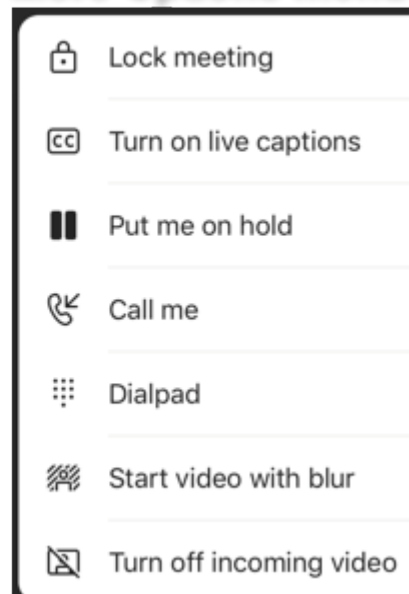 Lock meeting
CC Turn on live captions
Put me on hold
Call me
Dialpad
Start video with blur
Turn off incoming video